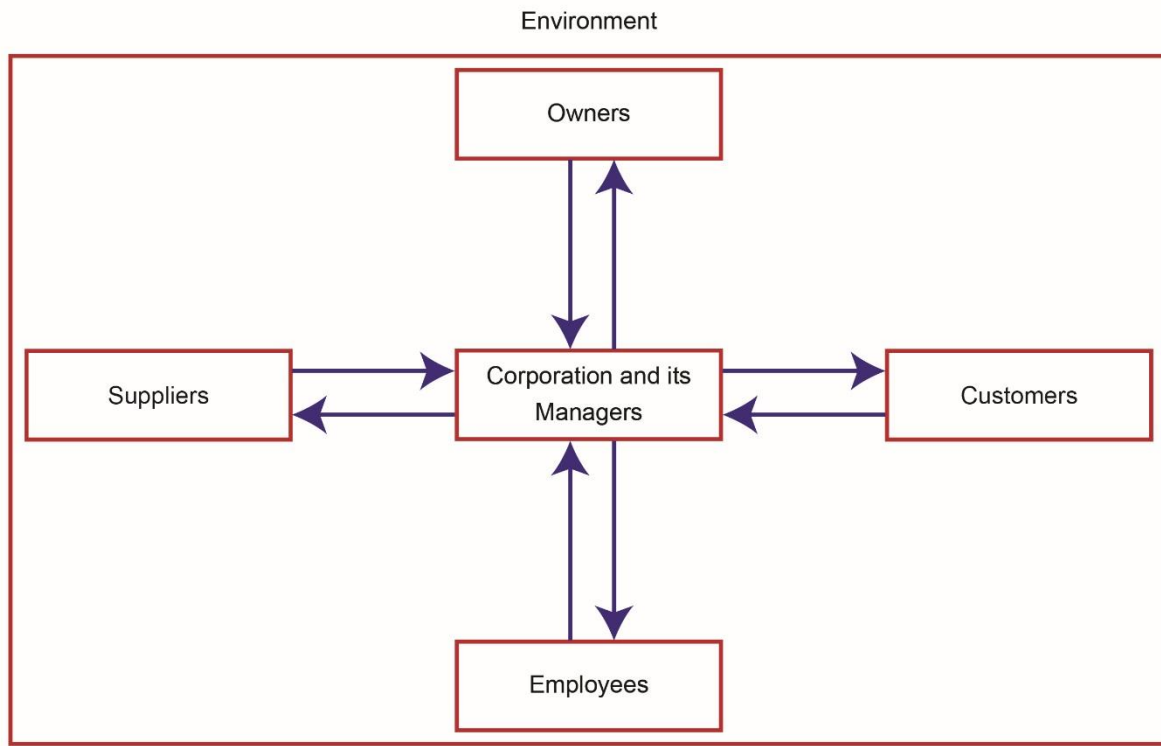 Environment
Owners
Suppliers
Corporation and its
Managers
Customers
Employees